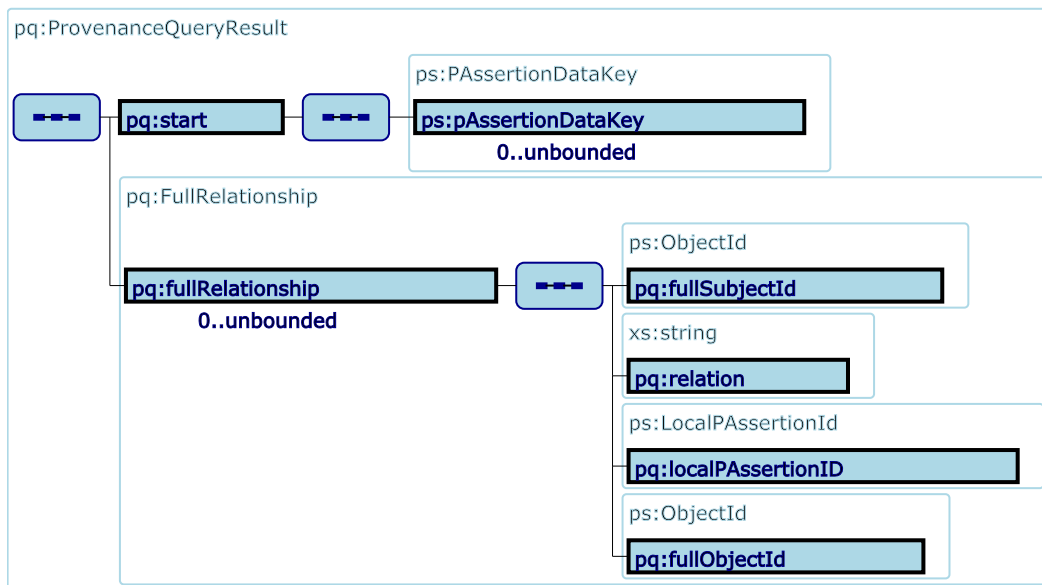 pq:ProvenanceQueryResult
ps:PAssertionDataKey
pq:start
ps:pAssertionDataKey
0..unbounded
pq:FullRelationship
ps:ObjectId
pq:fullRelationship
pq:fullSubjectId
0..unbounded
xs:string
pq:relation
ps:LocalPAssertionId
pq:localPAssertionID
ps:ObjectId
pq:fullObjectId